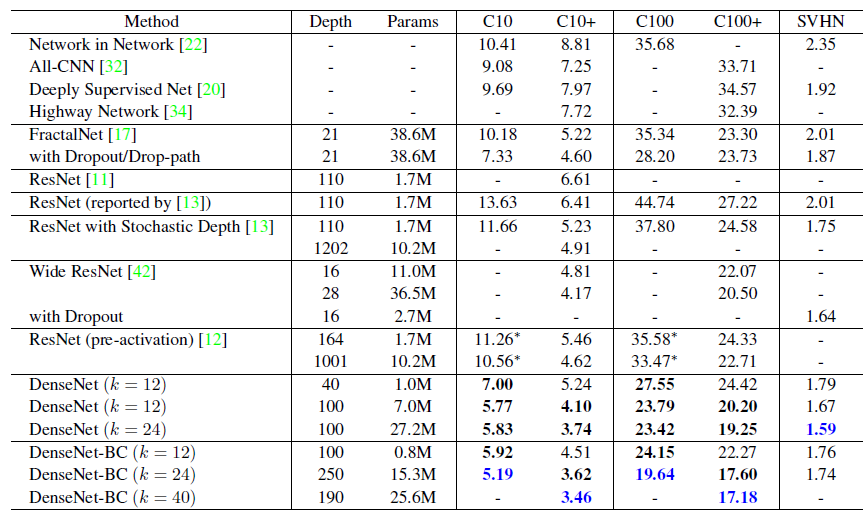 Method Depth Params C10 C10+ C100 C100+ SVHN
Network in Network [22] - - 10.41 8.81 35.68 - 2.35
All-CNN [32] - - 9.08 7.25 - 33.71 -
Deeply Supervised Net [20] - - 9.69 7.97 - 34.57 1.92
Highway Network [34] - - - 7.72 - 32.39 -
FractalNet [17] 21 38.6M 10.18 5.22 35.34 23.30 2.01
with Dropout/Drop-path 21 38.6M 7.33 4.60 28.20 23.73 1.87
ResNet [11] 110 1.7M - 6.61 - - -
ResNet (reported by [13]) 110 1.7M 13.63 6.41 44.74 27.22 2.01
ResNet with Stochastic Depth [13] 110 1.7M 11.66 5.23 37.80 24.58 1.75
1202 10.2M - 4.91 - - -
Wide ResNet [42] 16 11.0M - 4.81 - 22.07 -
28 36.5M - 4.17 - 20.50 -
with Dropout 16 2.7M - - - - 1.64
ResNet (pre-activation) [12] 164 1.7M 11.26* 5.46 35.58* 24.33 -
1001 10.2M 10.56* 4.62 33.47* 22.71 -
DenseNet (k = 12) 40 1.0M 7.00 5.24 27.55 24.42 1.79
DenseNet (k = 12) 100 7.0M 5.77 4.10 23.79 20.20 1.67
DenseNet (k = 24) 100 27.2M 5.83 3.74 23.42 19.25 1.59
DenseNet-BC (k = 12) 100 0.8M 5.92 4.51 24.15 22.27 1.76
DenseNet-BC (k = 24) 250 15.3M 5.19 3.62 19.64 17.60 1.74
DenseNet-BC (k = 40) 190 25.6M - 3.46 - 17.18 -